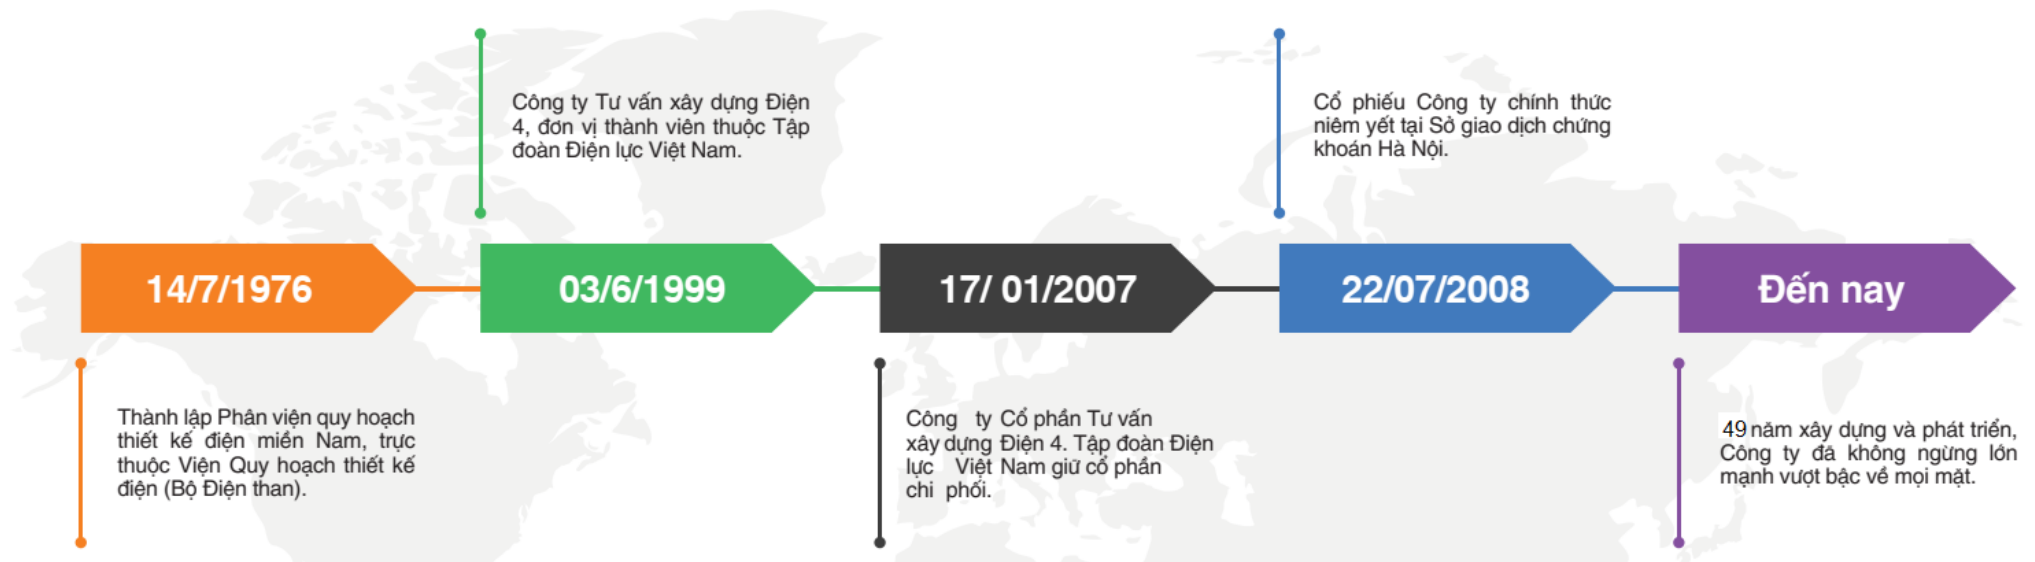 Công ty Tư vấn xây dựng Điện
4, đơn vị thành viên thuộc Tập
đoàn Điện lực Việt Nam.
Cổ phiếu Công ty chính thức
niêm yết tại Sở giao dịch chứng
khoán Hà Nội.
14/7/1976
03/6/1999
17/ 01/2007
22/07/2008
Đến nay
Thành lập Phân viện quy hoạch
thiết kế điện miền Nam, trực
thuộc Viện Quy hoạch thiết kế
điện (Bộ Điện than).
Công ty Cổ phần Tư vấn
xây dựng Điện 4. Tập đoàn Điện
lực Việt Nam giữ cổ phần
chi phối.
49 năm xây dựng và phát triển,
Công ty đã không ngừng lớn
mạnh vượt bậc về mọi mặt.